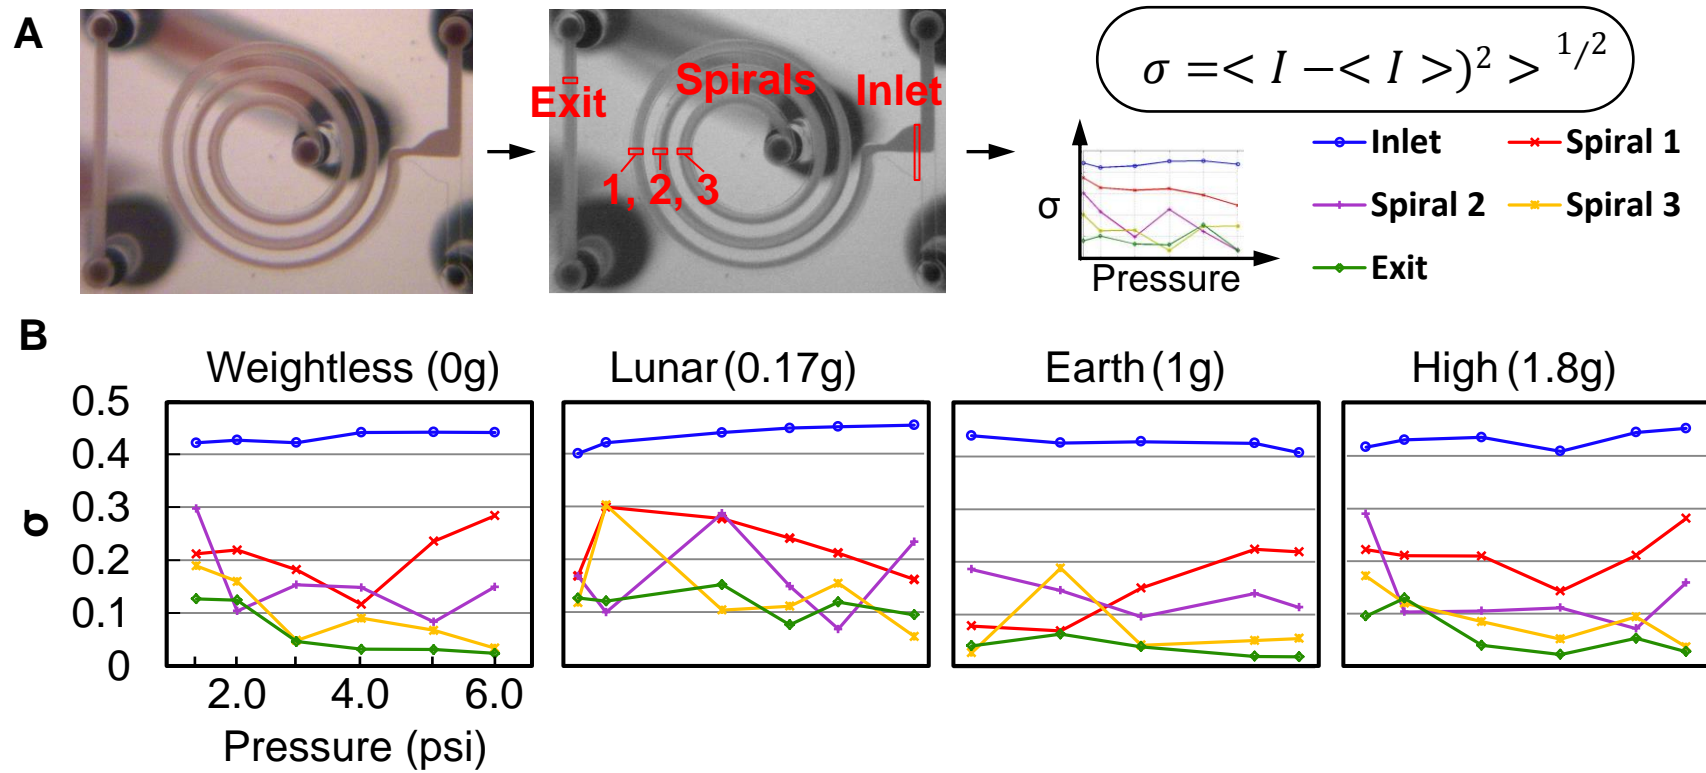 A
Exit
Spirals
Inlet
1, 2, 3
σ =< I −< I >)² > ¹/²
σ
Pressure
Inlet
Spiral 1
Spiral 2
Spiral 3
Exit
B
Weightless (0g)
Lunar (0.17g)
Earth (1g)
High (1.8g)
σ
0.5
0.4
0.3
0.2
0.1
0
2.0 4.0 6.0
Pressure (psi)